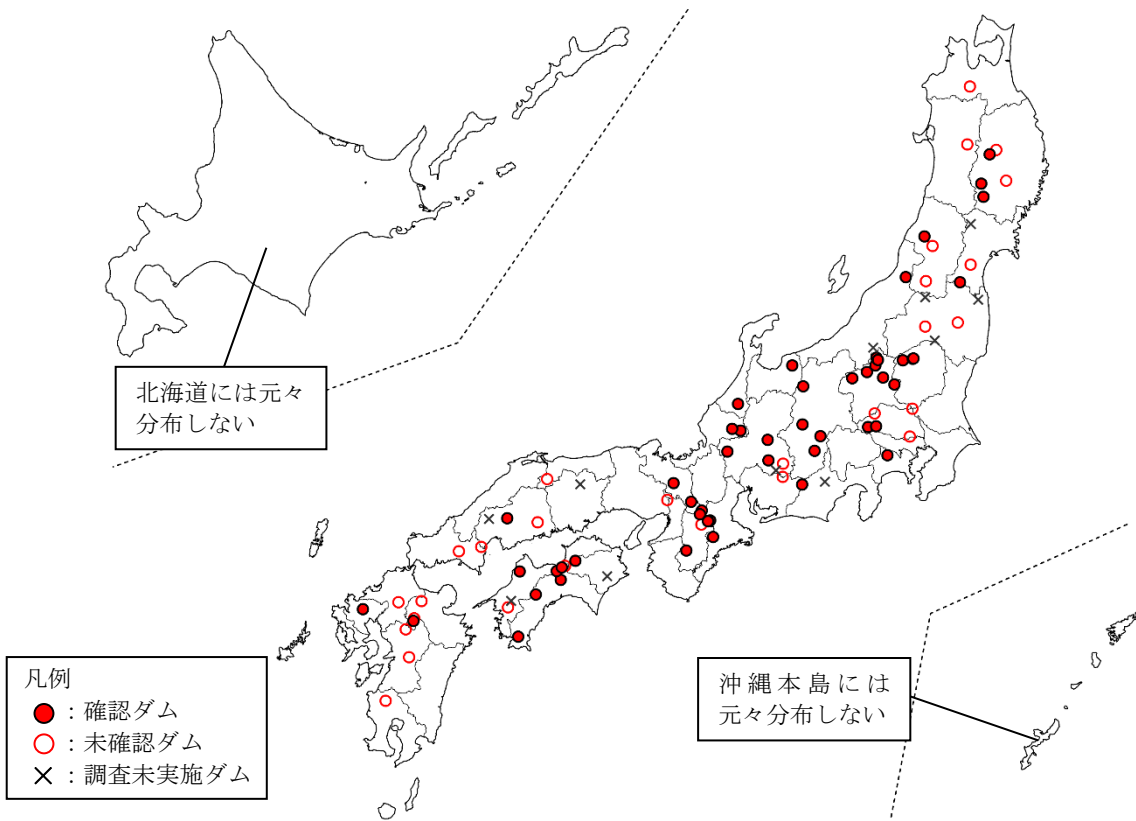 北海道には元々
分布しない
凡例
：確認ダム
：未確認ダム
：調査未実施ダム
沖縄本島には
元々分布しない